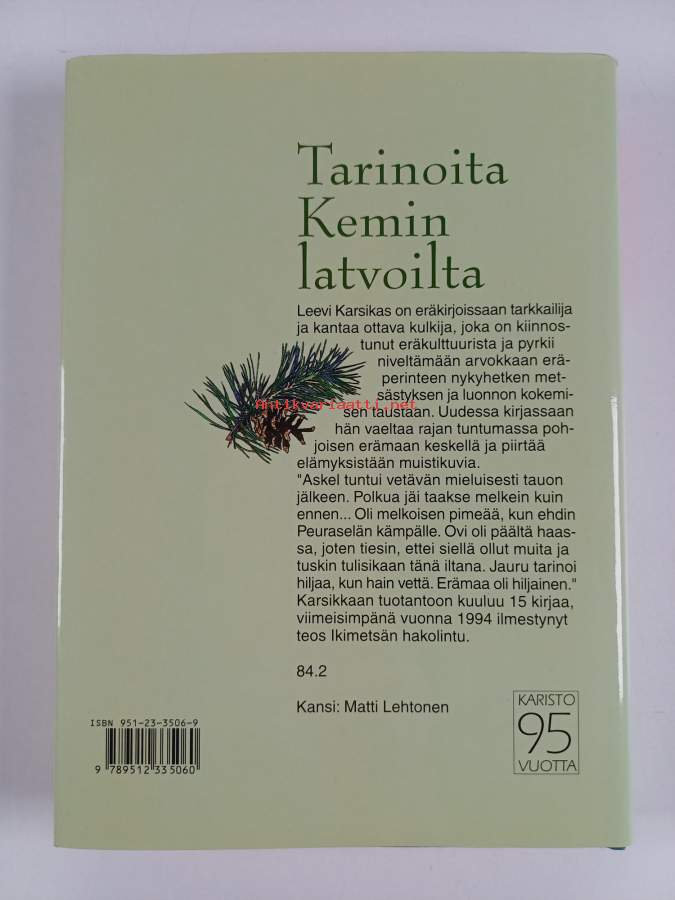 Tarinoita
Kemin
latvoilta
Leevi Karsikas on eräkirjoissaan tarkkailija
ja kantaa ottava kulkija, joka on kiinnos-
tunut eräkulttuurista ja pyrkii
niveltämään arvokkaan erä-
perinteen nykyhetken met-
sästyksen ja luonnon kokemi-
sen taustaan. Uudessa kirjassaan
hän vaeltaa rajan tuntumassa poh-
joisen erämaan keskellä ja piirtää
elämyksistään muistikuvia.
"Askel tuntui vetävän mieluisesti tauon
jälkeen. Polkua jäi taakse melkein kuin
ennen... Oli melkoisen pimeää, kun ehdin
Peuraselän kämpälle. Ovi oli päältä haas-
sa, joten tiesin, ettei siellä ollut muita ja
tuskin tulisikaan tänä iltana. Jauru tarinoi
hiljaa, kun hain vettä. Erämaa oli hiljainen."
Karsikkaan tuotantoon kuuluu 15 kirjaa,
viimeisimpänä vuonna 1994 ilmestynyt
teos Ikimetsän hakolintu.
84.2
Kansi: Matti Lehtonen
ISBN 951-23-3506-9
9 789512 335060
KARISTO
95
VUOTTA
Antikvariaatti.net